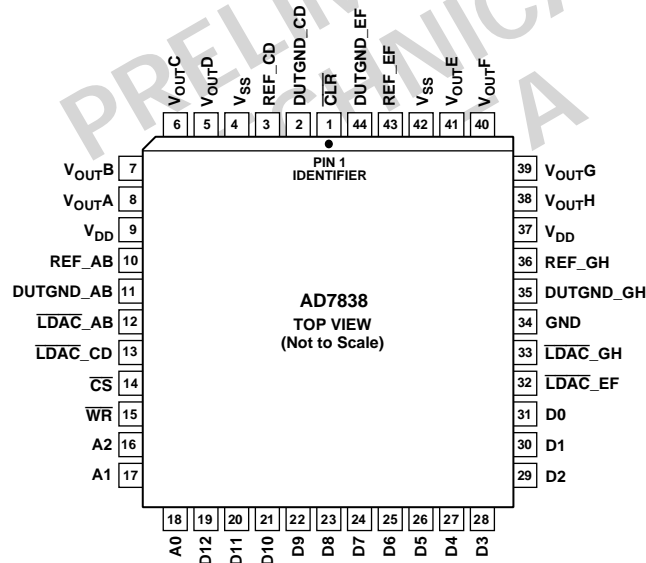 PRELIMINARY
TECHNICAL
DATA
VOUTC
VOUTD
VSS
REF_CD
DUTGND_CD
CLR
DUTGND_EF
REF_EF
VSS
VOUTE
VOUTF
6 5 4 3 2 1 44 43 42 41 40
PIN 1
IDENTIFIER
VOUTB 7
VOUTA 8
VDD 9
REF_AB 10
DUTGND_AB 11
LDAC_AB 12
LDAC_CD 13
CS 14
WR 15
A2 16
A1 17
AD7838
TOP VIEW
(Not to Scale)
39 VOUTG
38 VOUTH
37 VDD
36 REF_GH
35 DUTGND_GH
34 GND
33 LDAC_GH
32 LDAC_EF
31 D0
30 D1
29 D2
18 19 20 21 22 23 24 25 26 27 28
A0
D12
D11
D10
D9
D8
D7
D6
D5
D4
D3